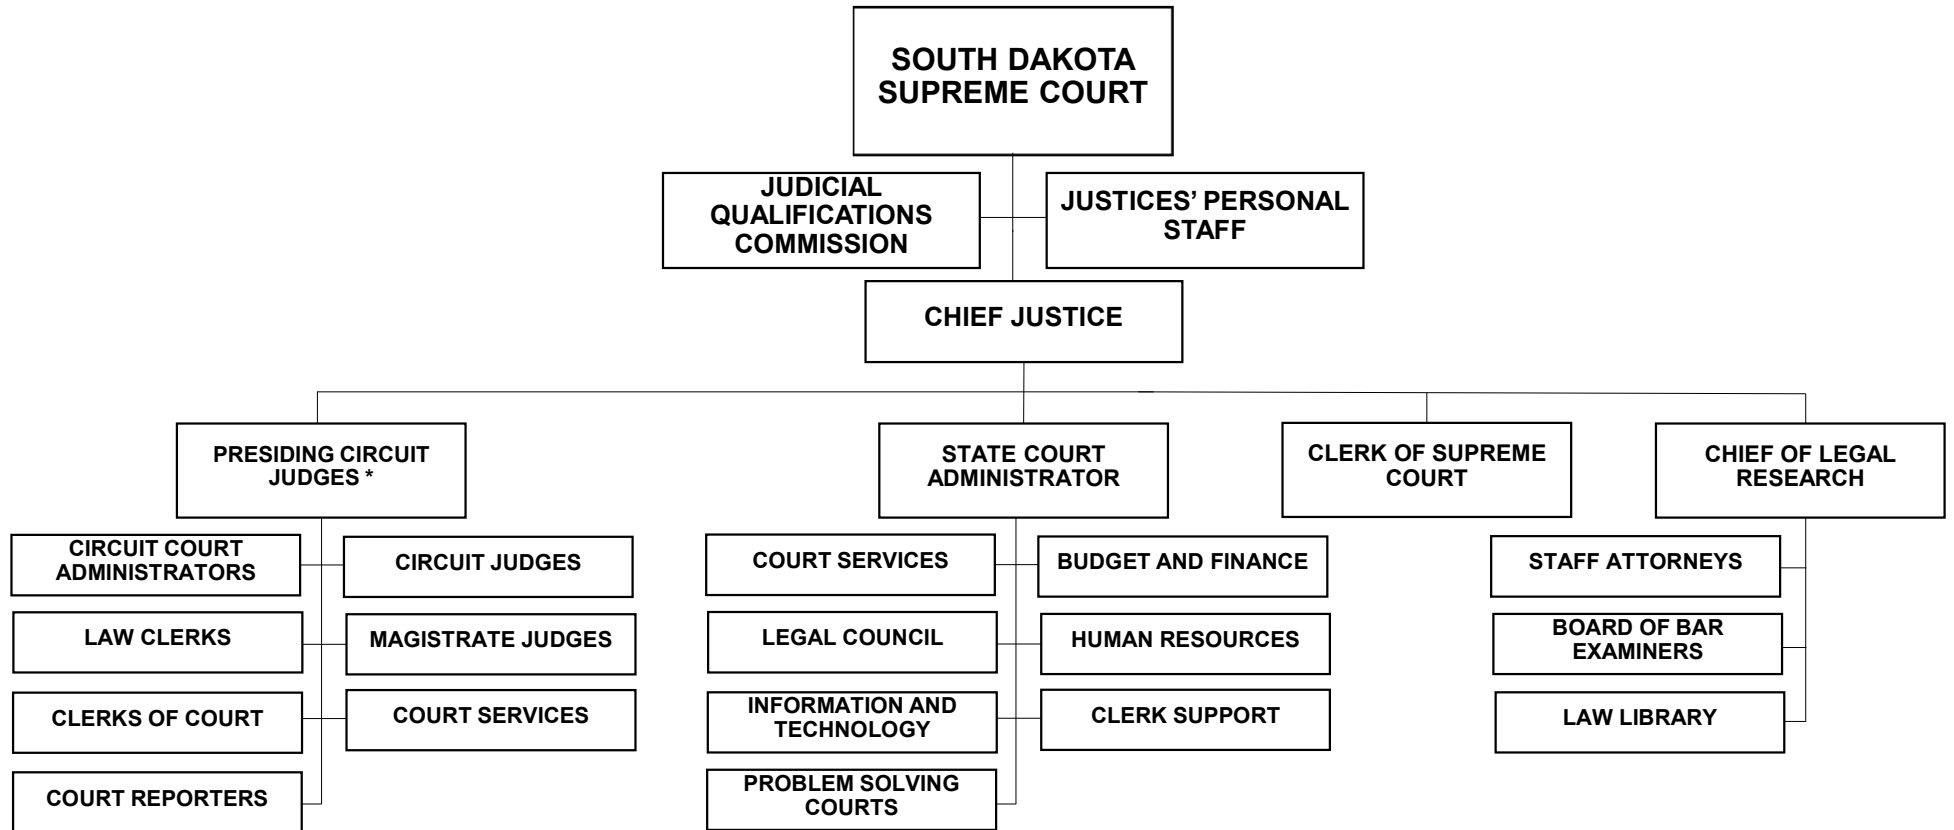 SOUTH DAKOTA
SUPREME COURT
JUDICIAL
QUALIFICATIONS
COMMISSION
JUSTICES’ PERSONAL
STAFF
CHIEF JUSTICE
PRESIDING CIRCUIT
JUDGES *
STATE COURT
ADMINISTRATOR
CLERK OF SUPREME
COURT
CHIEF OF LEGAL
RESEARCH
CIRCUIT COURT
ADMINISTRATORS
CIRCUIT JUDGES
LAW CLERKS
MAGISTRATE JUDGES
CLERKS OF COURT
COURT SERVICES
COURT REPORTERS
COURT SERVICES
BUDGET AND FINANCE
LEGAL COUNCIL
HUMAN RESOURCES
INFORMATION AND
TECHNOLOGY
CLERK SUPPORT
PROBLEM SOLVING
COURTS
STAFF ATTORNEYS
BOARD OF BAR
EXAMINERS
LAW LIBRARY